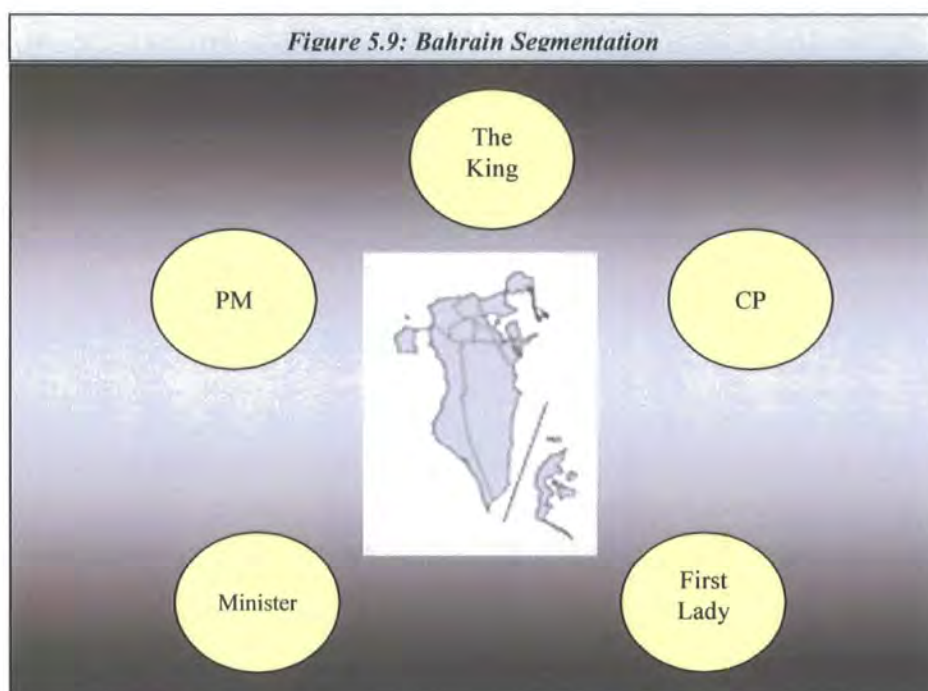 Figure 5.9: Bahrain Segmentation
The
King
PM
CP
Minister
First
Lady